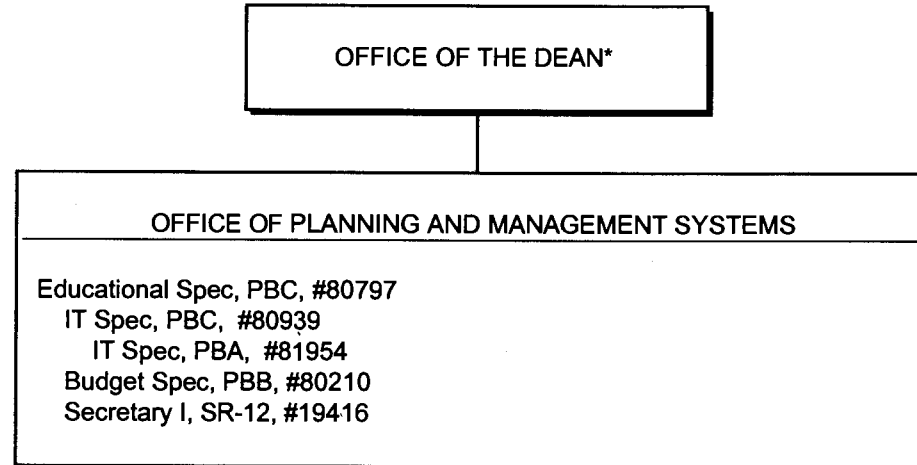 OFFICE OF THE DEAN*
OFFICE OF PLANNING AND MANAGEMENT SYSTEMS
Educational Spec, PBC, #80797
IT Spec, PBC, #80939
IT Spec, PBA, #81954
Budget Spec, PBB, #80210
Secretary I, SR-12, #19416